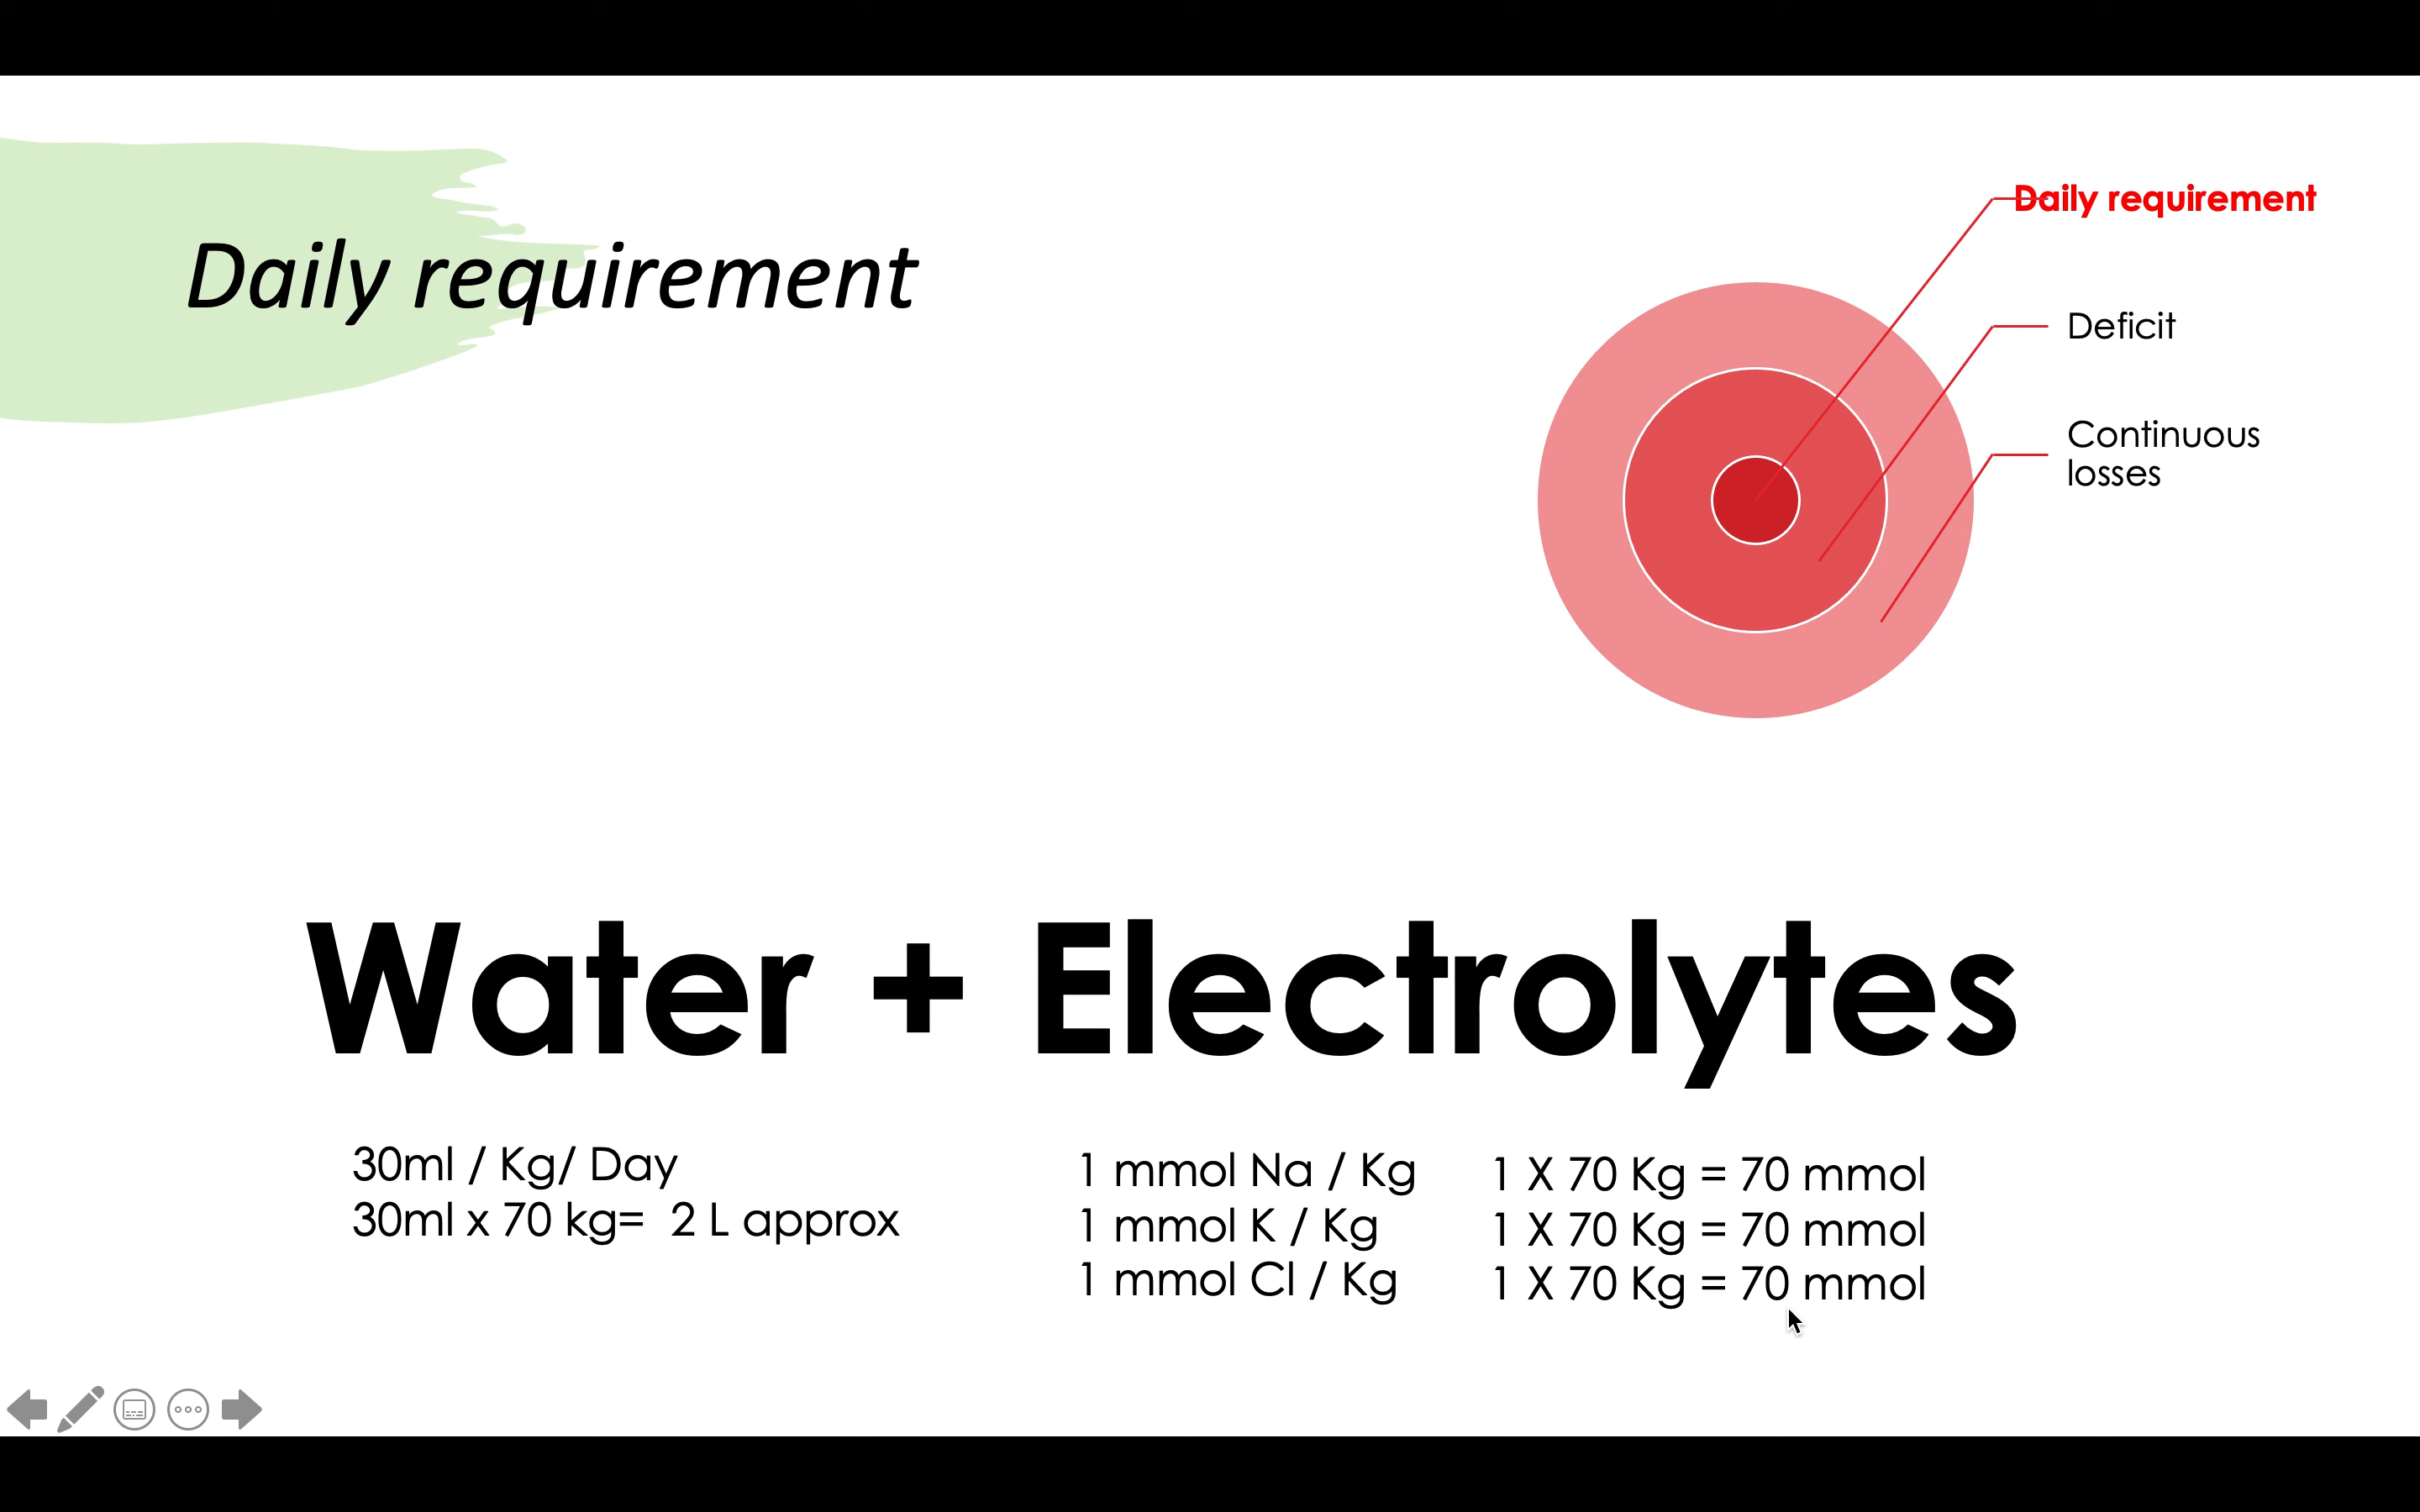 Daily requirement
Daily requirement
Deficit
Continuous
losses
Water + Electrolytes
30ml / Kg/ Day
30ml x 70 kg=  2 L approx
1 mmol Na / Kg
1 mmol K / Kg
1 mmol Cl / Kg
1 X 70 Kg = 70 mmol
1 X 70 Kg = 70 mmol
1 X 70 Kg = 70 mmol